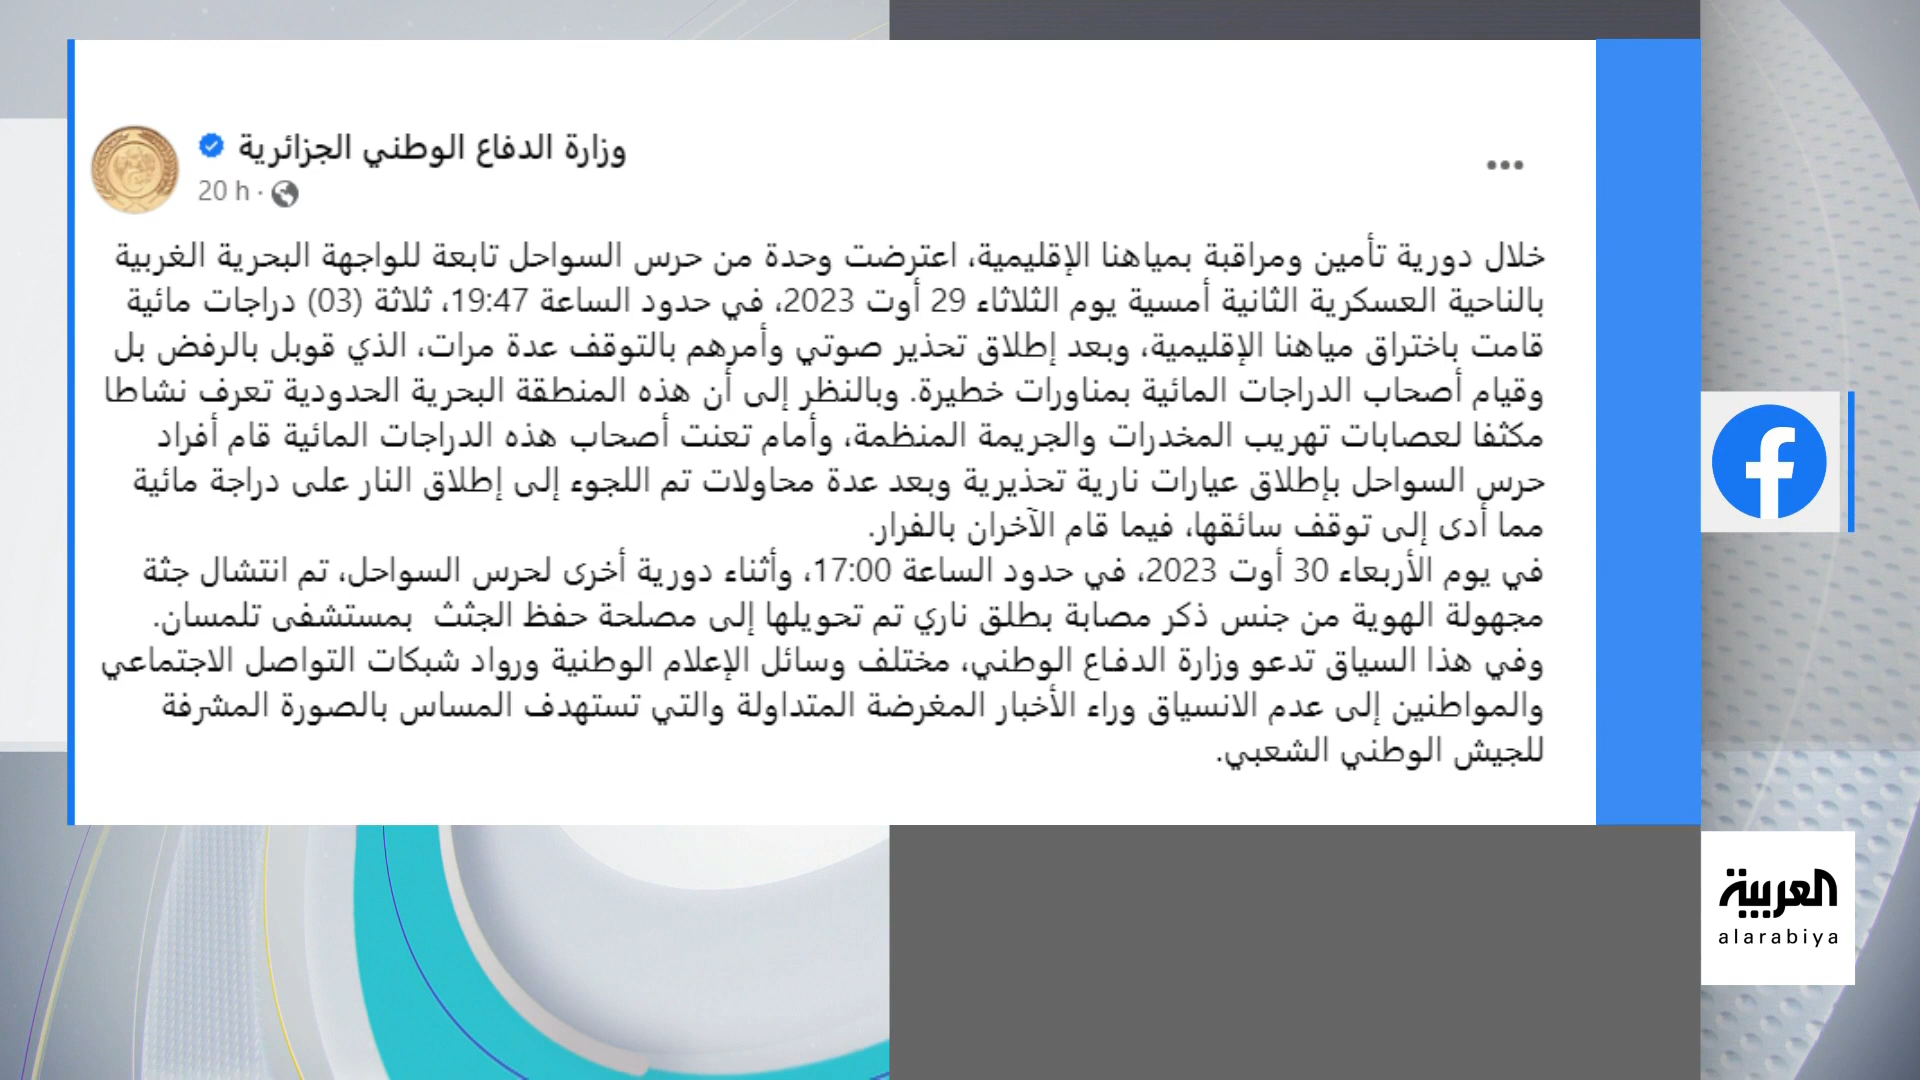 وزارة الدفاع الوطني الجزائرية
20 h ·
خلال دورية تأمين ومراقبة بمياهنا الإقليمية، اعترضت وحدة من حرس السواحل تابعة للواجهة البحرية الغربية
بالناحية العسكرية الثانية أمسية يوم الثلاثاء 29 أوت 2023، في حدود الساعة 19:47، ثلاثة (03) دراجات مائية
قامت باختراق مياهنا الإقليمية، وبعد إطلاق تحذير صوتي وأمرهم بالتوقف عدة مرات، الذي قوبل بالرفض بل
وقيام أصحاب الدراجات المائية بمناورات خطيرة. وبالنظر إلى أن هذه المنطقة البحرية الحدودية تعرف نشاطا
مكثفا لعصابات تهريب المخدرات والجريمة المنظمة، وأمام تعنت أصحاب هذه الدراجات المائية قام أفراد
حرس السواحل بإطلاق عيارات نارية تحذيرية وبعد عدة محاولات تم اللجوء إلى إطلاق النار على دراجة مائية
مما أدى إلى توقف سائقها، فيما قام الآخران بالفرار.
في يوم الأربعاء 30 أوت 2023، في حدود الساعة 17:00، وأثناء دورية أخرى لحرس السواحل، تم انتشال جثة
مجهولة الهوية من جنس ذكر مصابة بطلق ناري تم تحويلها إلى مصلحة حفظ الجثث بمستشفى تلمسان.
وفي هذا السياق تدعو وزارة الدفاع الوطني، مختلف وسائل الإعلام الوطنية ورواد شبكات التواصل الاجتماعي
والمواطنين إلى عدم الانسياق وراء الأخبار المغرضة المتداولة والتي تستهدف المساس بالصورة المشرفة
للجيش الوطني الشعبي.
العربية
alarabiya